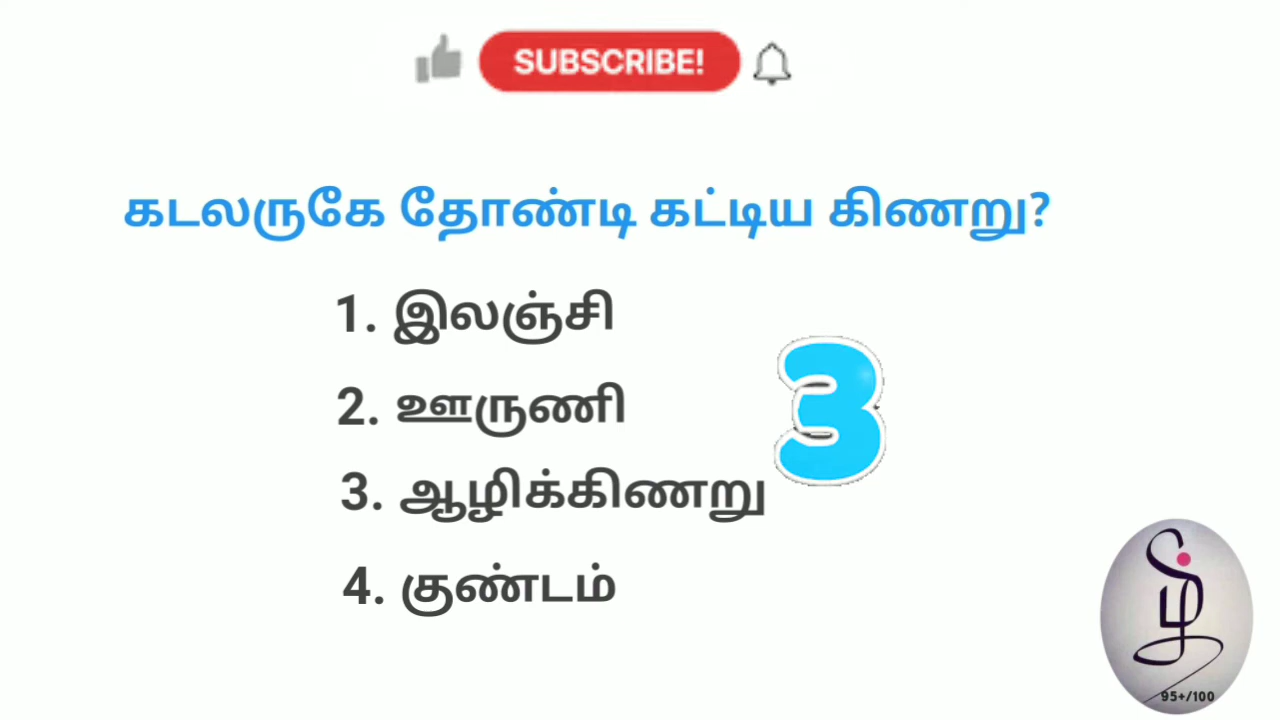 SUBSCRIBE!
கடலருகே தோண்டி கட்டிய கிணறு?
1. இலஞ்சி
2. ஊருணி
3
3. ஆழிக்கிணறு
4. குண்டம்
95+/100